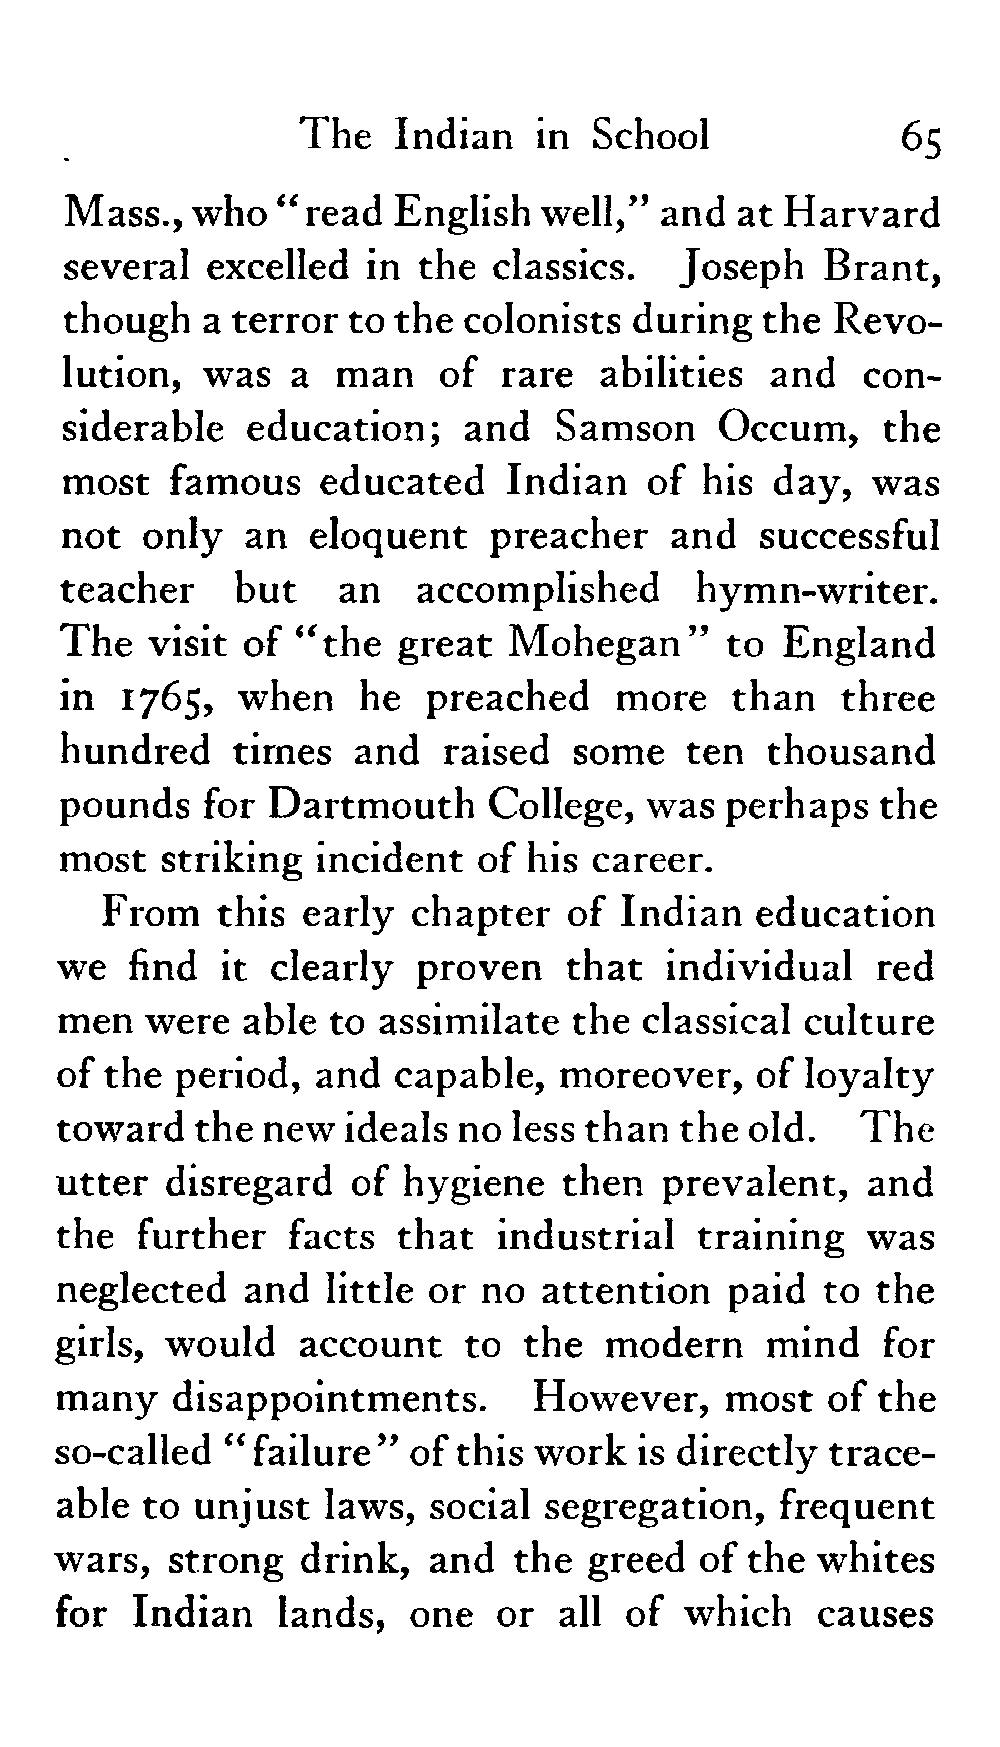 The Indian in School 65
Mass., who "read English well," and at Harvard
several excelled in the classics. Joseph Brant,
though a terror to the colonists during the Revo-
lution, was a man of rare abilities and con-
siderable education; and Samson Occum, the
most famous educated Indian of his day, was
not only an eloquent preacher and successful
teacher but an accomplished hymn-writer.
The visit of "the great Mohegan" to England
in 1765, when he preached more than three
hundred times and raised some ten thousand
pounds for Dartmouth College, was perhaps the
most striking incident of his career.
From this early chapter of Indian education
we find it clearly proven that individual red
men were able to assimilate the classical culture
of the period, and capable, moreover, of loyalty
toward the new ideals no less than the old. The
utter disregard of hygiene then prevalent, and
the further facts that industrial training was
neglected and little or no attention paid to the
girls, would account to the modern mind for
many disappointments. However, most of the
so-called "failure" of this work is directly trace-
able to unjust laws, social segregation, frequent
wars, strong drink, and the greed of the whites
for Indian lands, one or all of which causes